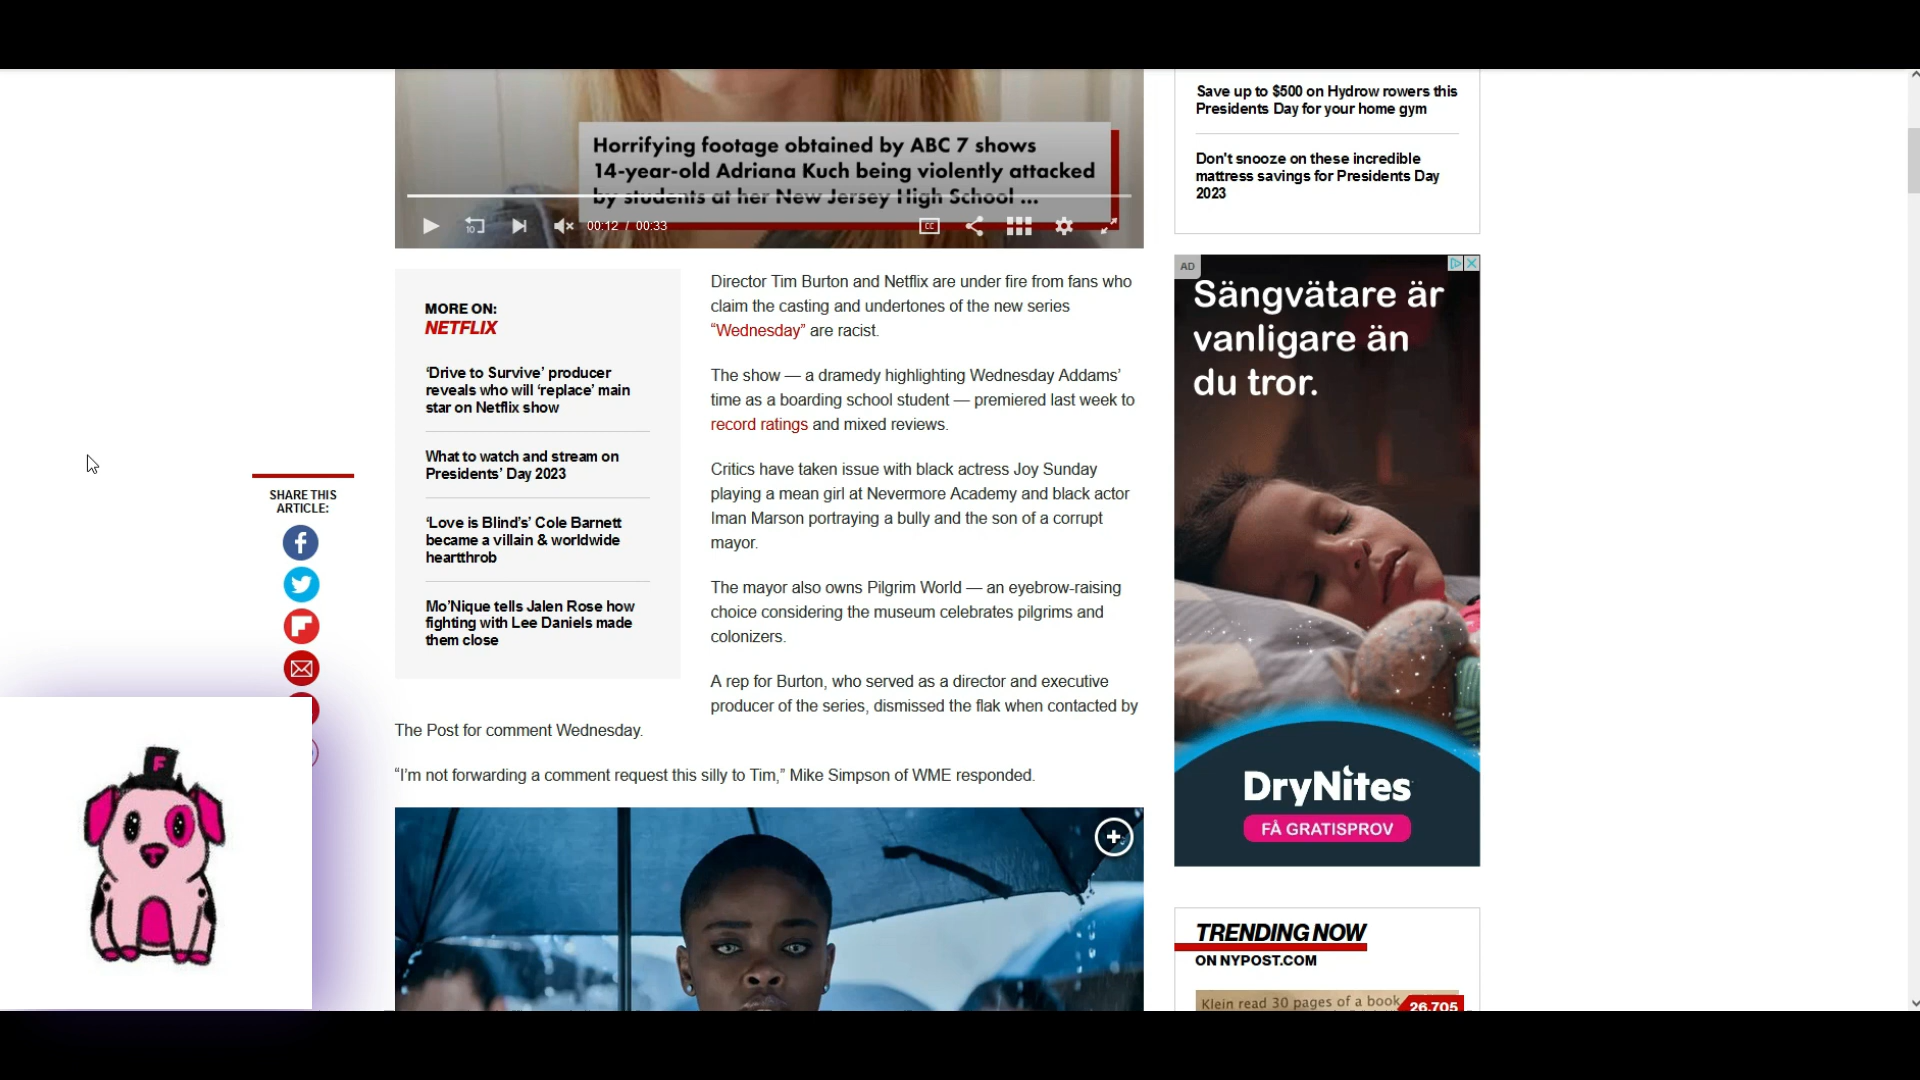 Horrifying footage obtained by ABC 7 shows
14-year-old Adriana Kuch being violently attacked
by students at her New Jersey High School ...
10
00:12 / 00:33
CC
MORE ON:
NETFLIX
‘Drive to Survive’ producer
reveals who will ‘replace’ main
star on Netflix show
What to watch and stream on
Presidents’ Day 2023
‘Love is Blind’s’ Cole Barnett
became a villain & worldwide
heartthrob
Mo’Nique tells Jalen Rose how
fighting with Lee Daniels made
them close
SHARE THIS
ARTICLE:
F
Director Tim Burton and Netflix are under fire from fans who
claim the casting and undertones of the new series
“Wednesday” are racist.
The show — a dramedy highlighting Wednesday Addams’
time as a boarding school student — premiered last week to
record ratings and mixed reviews.
Critics have taken issue with black actress Joy Sunday
playing a mean girl at Nevermore Academy and black actor
Iman Marson portraying a bully and the son of a corrupt
mayor.
The mayor also owns Pilgrim World — an eyebrow-raising
choice considering the museum celebrates pilgrims and
colonizers.
A rep for Burton, who served as a director and executive
producer of the series, dismissed the flak when contacted by
The Post for comment Wednesday.
“I’m not forwarding a comment request this silly to Tim,” Mike Simpson of WME responded.
Save up to $500 on Hydrow rowers this
Presidents Day for your home gym
Don't snooze on these incredible
mattress savings for Presidents Day
2023
AD
Sängvätare är
vanligare än
du tror.
DryNites
FÅ GRATISPROV
TRENDING NOW
ON NYPOST.COM
Klein read 30 pages of a book
26,705